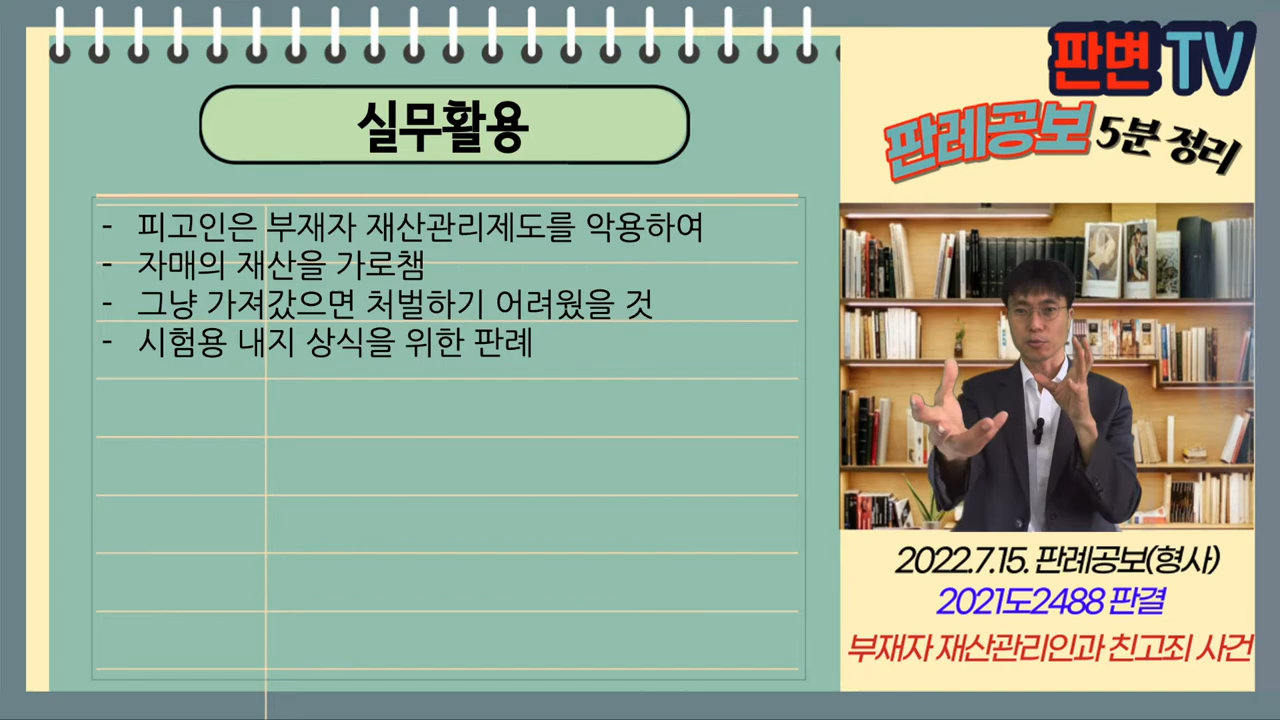 실무활용
- 피고인은 부재자 재산관리제도를 악용하여
- 자매의 재산을 가로챔
- 그냥 가져갔으면 처벌하기 어려웠을 것
- 시험용 내지 상식을 위한 판례
판변 TV
판례공보 5분 정리
2022.7.15. 판례공보(형사)
2021도2488 판결
부재자 재산관리인과 친고죄 사건